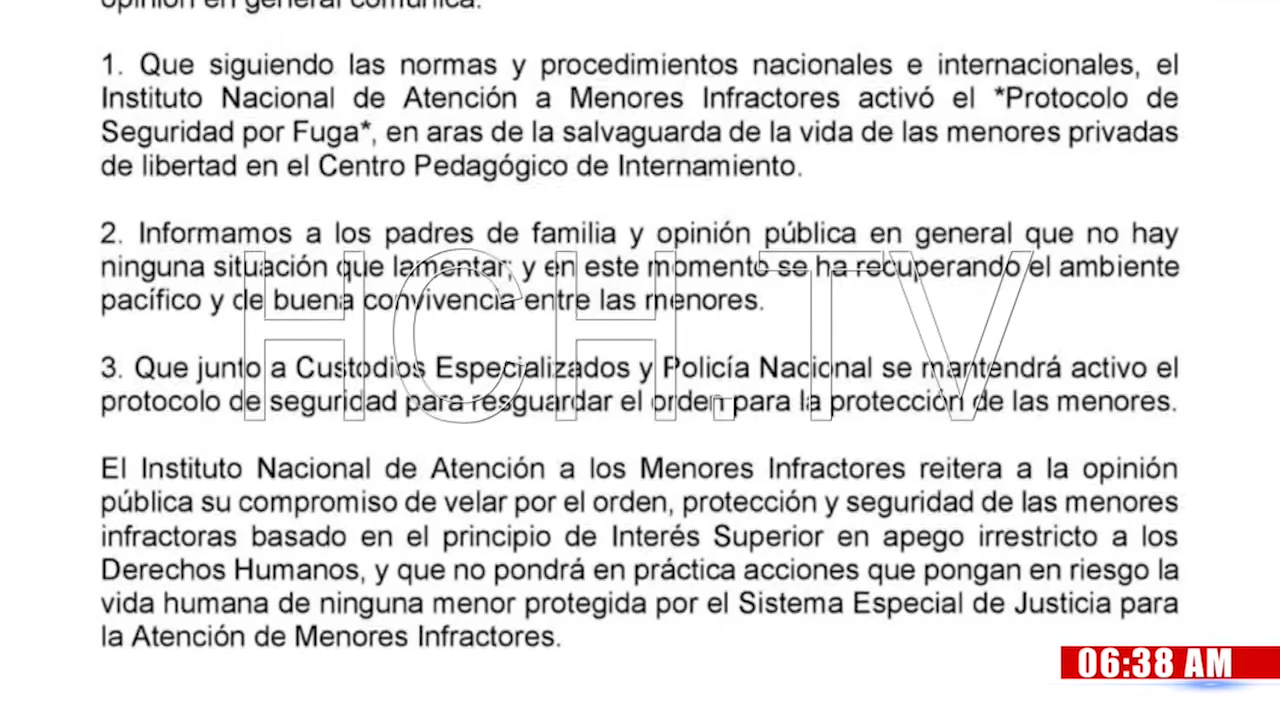 opinión en general comunica:
1. Que siguiendo las normas y procedimientos nacionales e internacionales, el
Instituto Nacional de Atención a Menores Infractores activó el *Protocolo de
Seguridad por Fuga*, en aras de la salvaguarda de la vida de las menores privadas
de libertad en el Centro Pedagógico de Internamiento.
2. Informamos a los padres de familia y opinión pública en general que no hay
ninguna situación que lamentar; y en este momento se ha recuperando el ambiente
pacífico y de buena convivencia entre las menores.
3. Que junto a Custodios Especializados y Policía Nacional se mantendrá activo el
protocolo de seguridad para resguardar el orden para la protección de las menores.
HCH.TV
El Instituto Nacional de Atención a los Menores Infractores reitera a la opinión
pública su compromiso de velar por el orden, protección y seguridad de las menores
infractoras basado en el principio de Interés Superior en apego irrestricto a los
Derechos Humanos, y que no pondrá en práctica acciones que pongan en riesgo la
vida humana de ninguna menor protegida por el Sistema Especial de Justicia para
la Atención de Menores Infractores.
06:38 AM